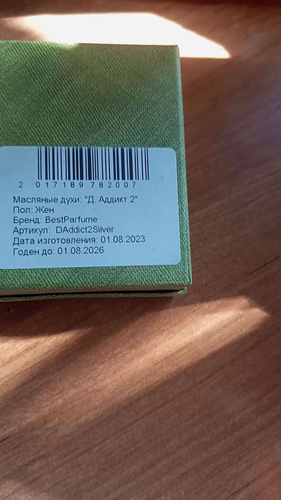 2 017189 782007
Масляные духи: "Д. Аддикт 2"
Пол: Жен
Бренд: BestParfume
Артикул: DAddict2Silver
Дата изготовления: 01.08.2023
Годен до: 01.08.2026